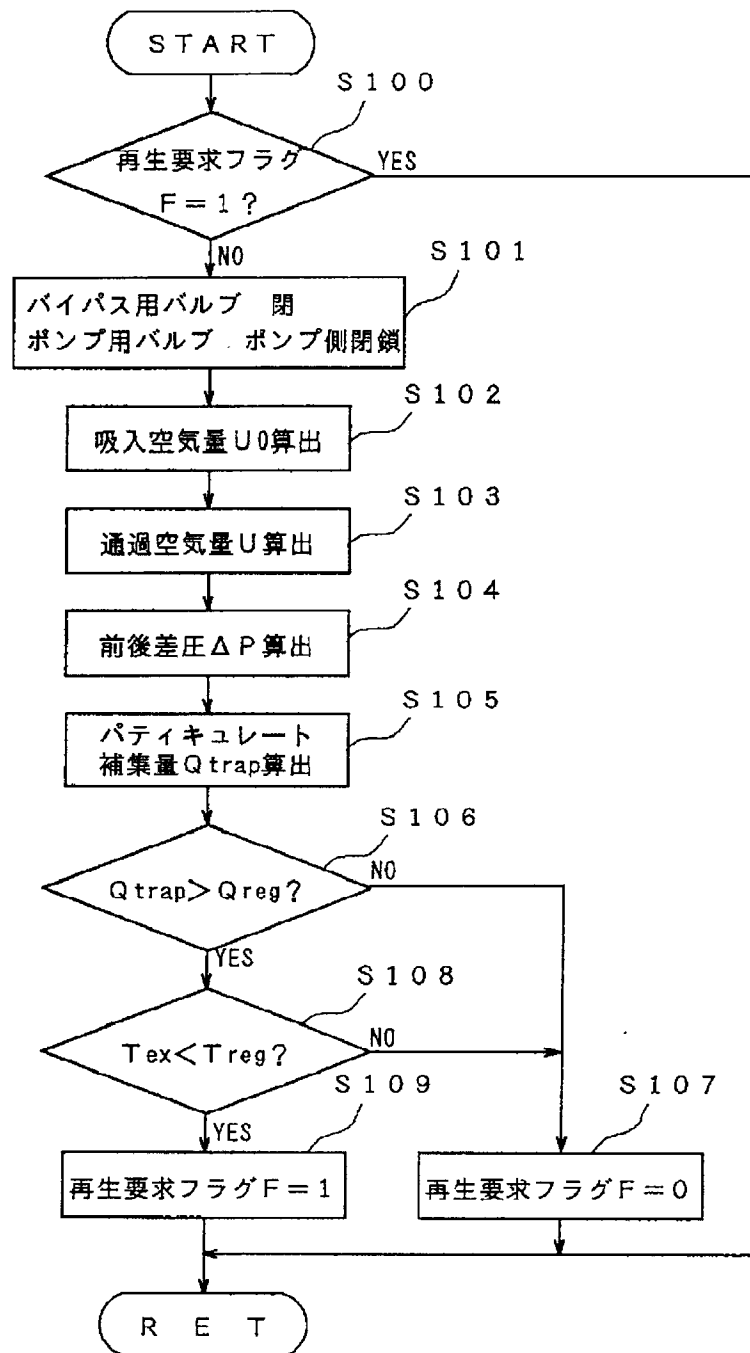 START
S100
再生要求フラグ
F=1?
YES
NO
S101
バイパス用バルブ 閉
ポンプ用バルブ ポンプ側閉鎖
S102
吸入空気量U0算出
S103
通過空気量U算出
S104
前後差圧ΔP算出
S105
パティキュレート
補集量Qtrap算出
S106
Qtrap>Qreg?
NO
YES
S108
Tex<Treg?
NO
YES
S109
再生要求フラグF=1
S107
再生要求フラグF=0
RET